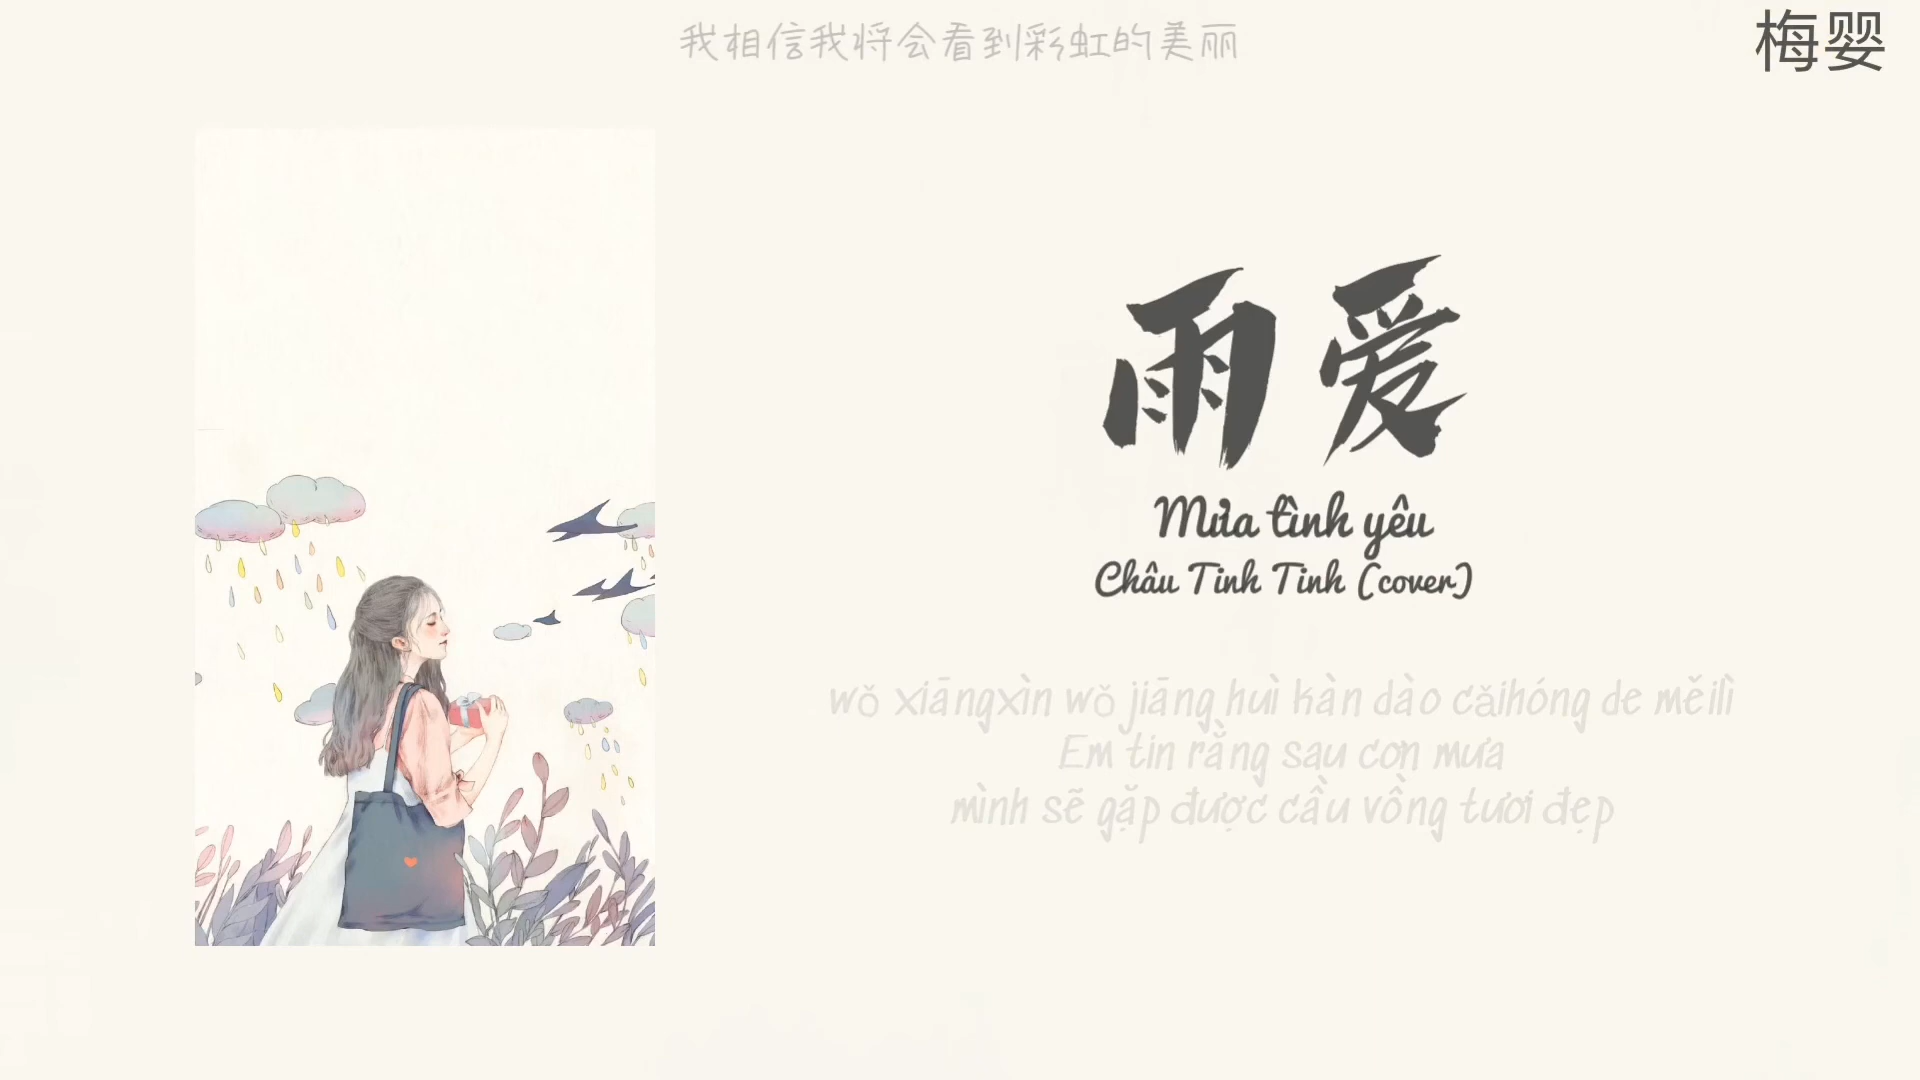 我相信我将会看到彩虹的美丽
梅婴
雨爱
Mưa tình yêu
Châu Tinh Tinh (cover)
wǒ xiāngxìn wǒ jiāng huì kàn dào cǎihóng de měilì
Em tin rằng sau cơn mưa
mình sẽ gặp được cầu vồng tươi đẹp